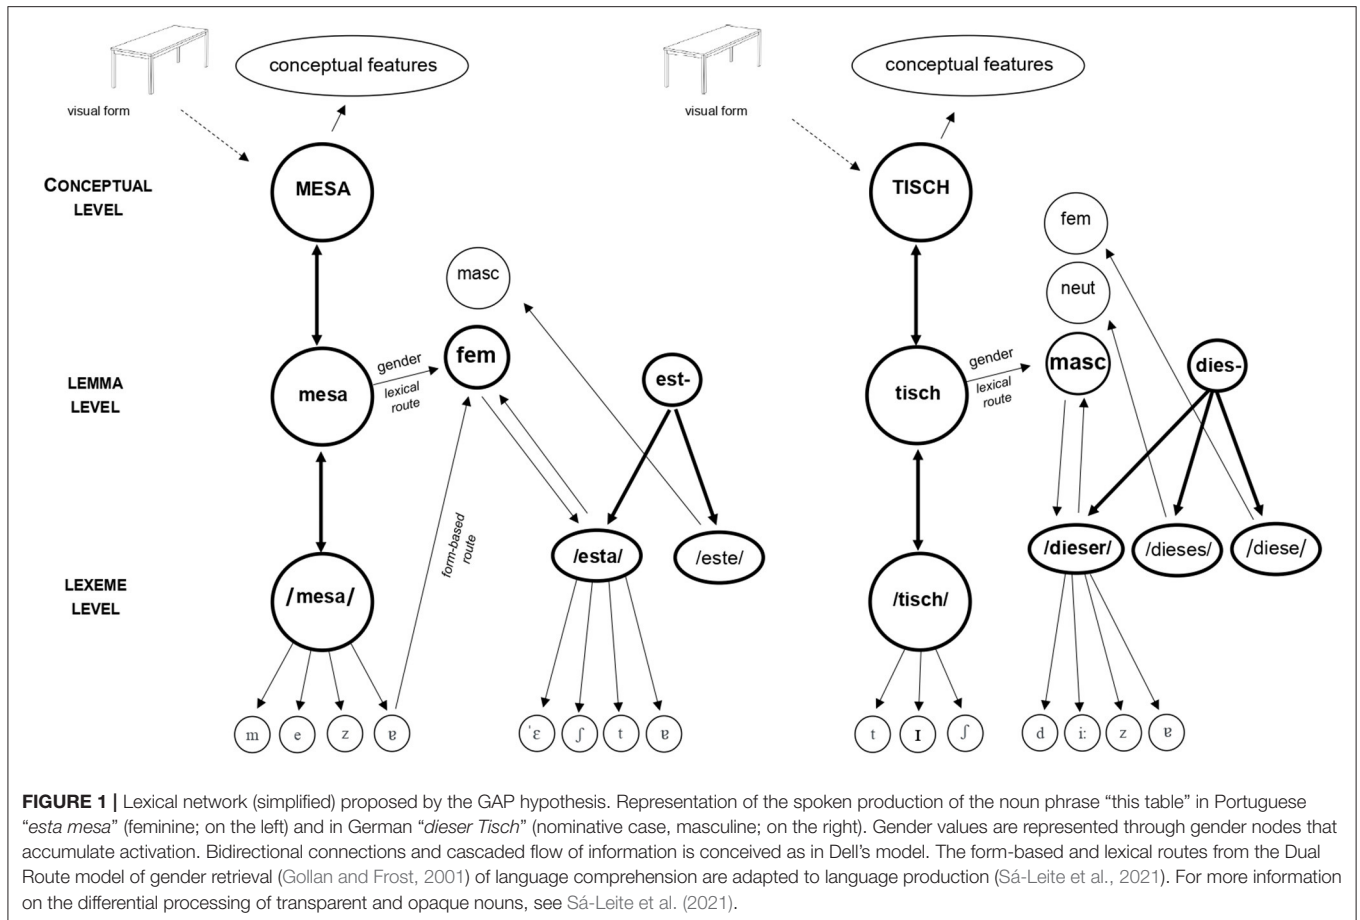 conceptual features
visual form
CONCEPTUAL
LEVEL
MESA
masc
fem
gender
lexical
route
LEMMA
LEVEL
mesa
est-
form-based
route
/esta/
/este/
LEXEME
LEVEL
/mesa/
m e z ɐ
ˈɛ ʃ t ɐ
conceptual features
visual form
TISCH
fem
neut
masc
gender
lexical
route
tisch
dies-
/dieser/
/dieses/
/diese/
/tisch/
t ɪ ʃ
d i: z ɐ
FIGURE 1 | Lexical network (simplified) proposed by the GAP hypothesis. Representation of the spoken production of the noun phrase “this table” in Portuguese
“esta mesa” (feminine; on the left) and in German “dieser Tisch” (nominative case, masculine; on the right). Gender values are represented through gender nodes that
accumulate activation. Bidirectional connections and cascaded flow of information is conceived as in Dell’s model. The form-based and lexical routes from the Dual
Route model of gender retrieval (Gollan and Frost, 2001) of language comprehension are adapted to language production (Sá-Leite et al., 2021). For more information
on the differential processing of transparent and opaque nouns, see Sá-Leite et al. (2021).